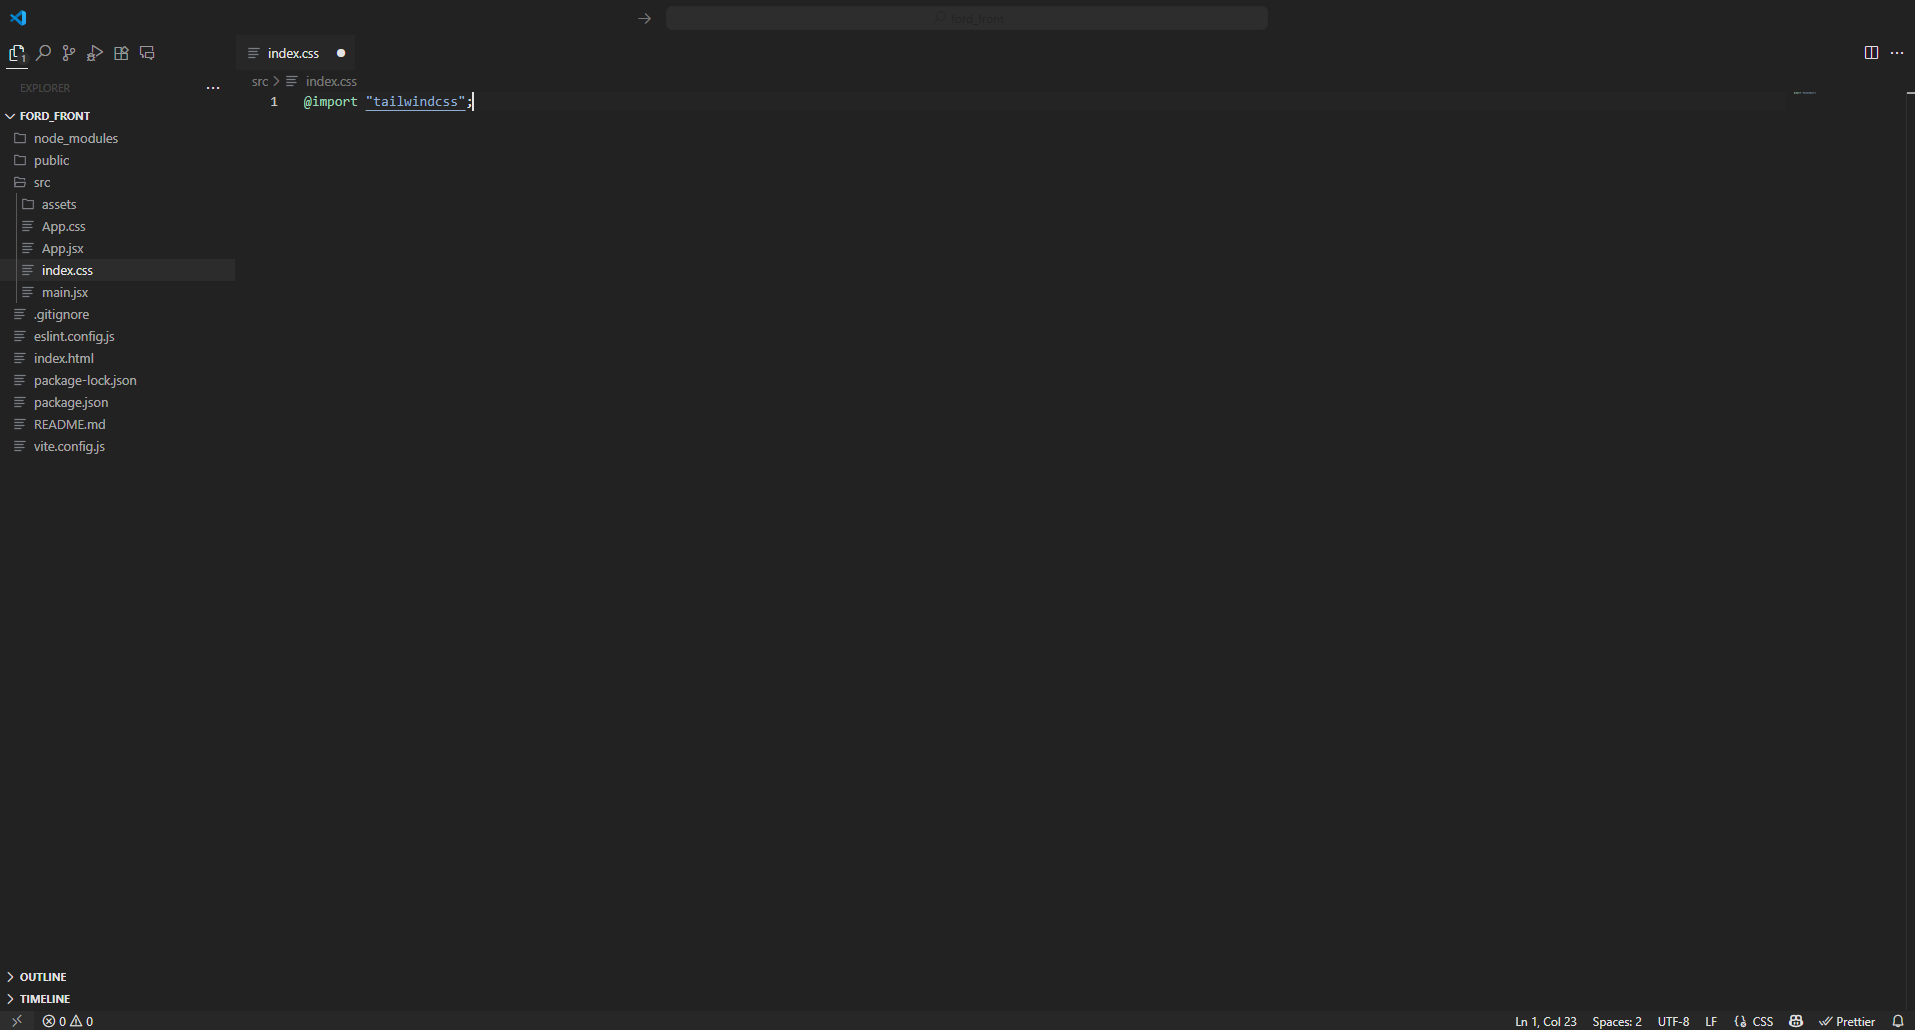 ford_front
1
index.css
EXPLORER
src
index.css
FORD_FRONT
node_modules
public
src
assets
App.css
App.jsx
index.css
main.jsx
.gitignore
eslint.config.js
index.html
package-lock.json
package.json
README.md
vite.config.js
1 @import "tailwindcss";
OUTLINE
TIMELINE
0 0
Ln 1, Col 23 Spaces: 2 UTF-8 LF CSS Prettier